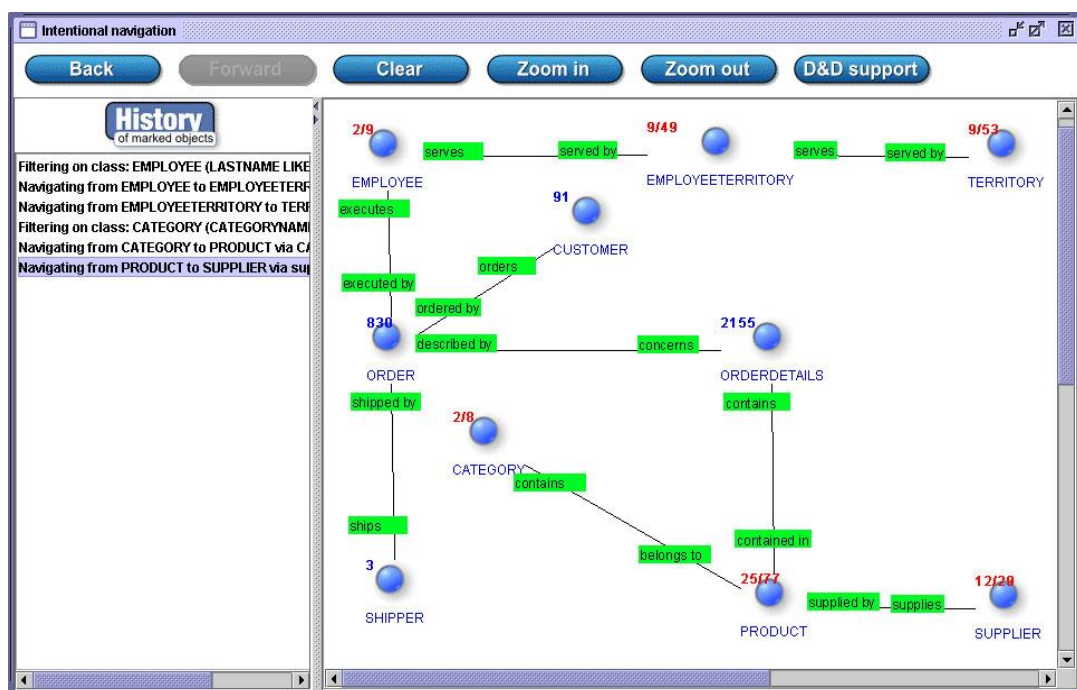 Intentional navigation
Back
Forward
Clear
Zoom in
Zoom out
D&D support
History
of marked objects
Filtering on class: EMPLOYEE (LASTNAME LIKE
Navigating from EMPLOYEE to EMPLOYEETERR
Navigating from EMPLOYEETERRITORY to TERR
Filtering on class: CATEGORY (CATEGORYNAME
Navigating from CATEGORY to PRODUCT via CA
Navigating from PRODUCT to SUPPLIER via sup
2/9
9/49
9/53
serves
served by
serves
served by
EMPLOYEE
EMPLOYEETERRITORY
TERRITORY
executes
91
CUSTOMER
orders
executed by
ordered by
830
2155
described by
concerns
ORDER
ORDERDETAILS
shipped by
contains
2/8
CATEGORY
contains
ships
contained in
belongs to
3
25/77
12/29
supplied by
supplies
SHIPPER
PRODUCT
SUPPLIER